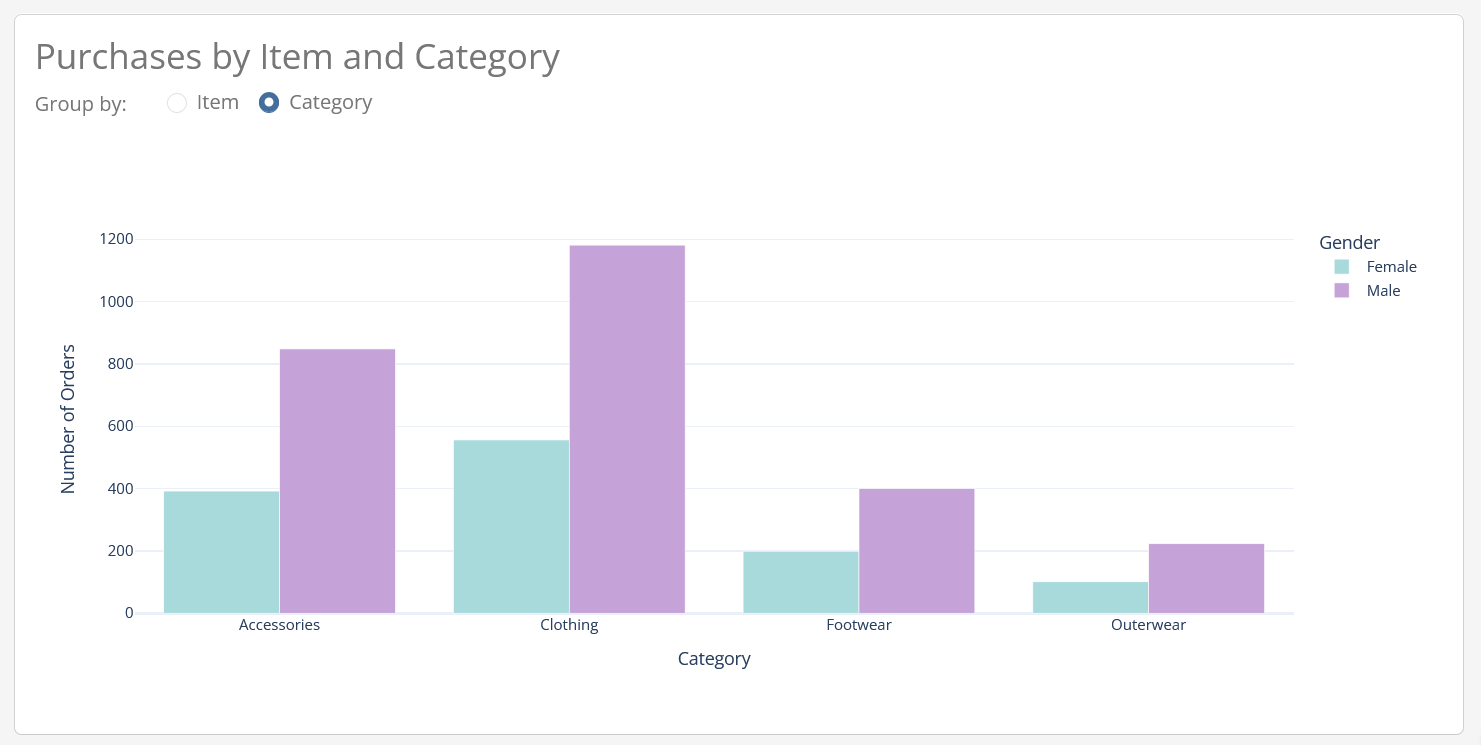 Purchases by Item and Category
Group by: Item Category
1200
1000
800
600
400
200
0
Number of Orders
Accessories Clothing Footwear Outerwear
Category
Gender
Female
Male